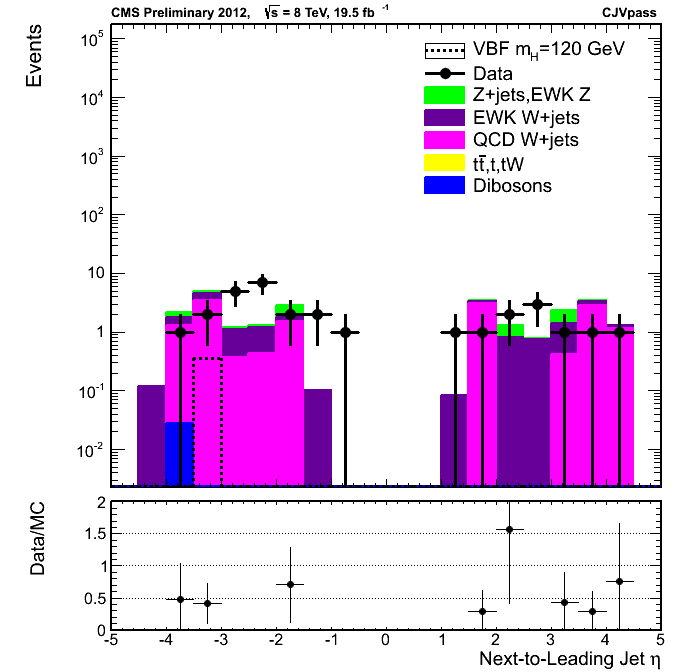 CMS Preliminary 2012, √s = 8 TeV, 19.5 fb⁻¹ CJVpass
Events
10⁵
10⁴
10³
10²
10
1
10⁻¹
10⁻²
VBF m_H=120 GeV
Data
Z+jets,EWK Z
EWK W+jets
QCD W+jets
tt̄,t,tW
Dibosons
Data/MC
2
1.5
1
0.5
0
-5 -4 -3 -2 -1 0 1 2 3 4 5
Next-to-Leading Jet η